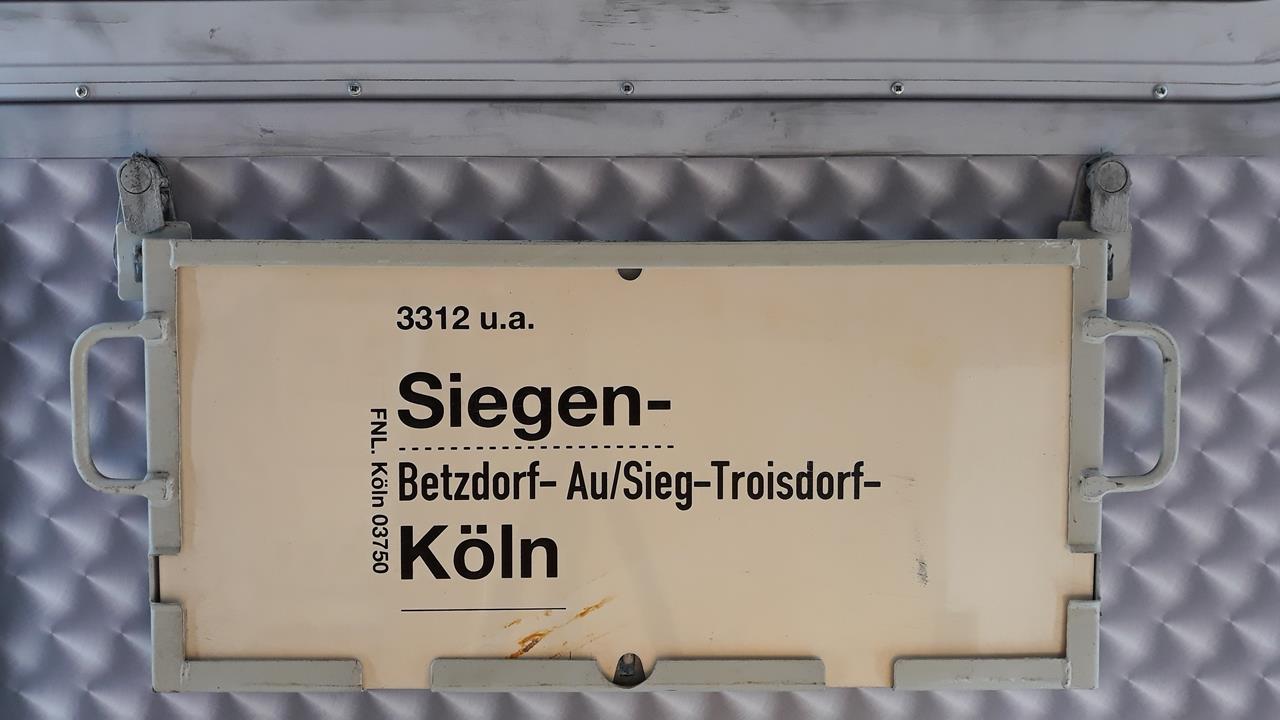 3312 u.a.
Siegen-
Betzdorf- Au/Sieg-Troisdorf-
Köln
FNL. Köln 03750